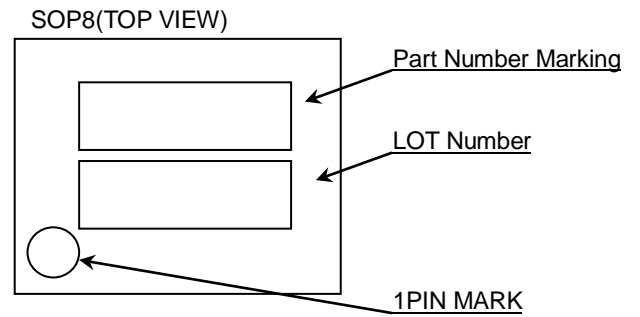 SOP8(TOP VIEW)
Part Number Marking
LOT Number
1PIN MARK